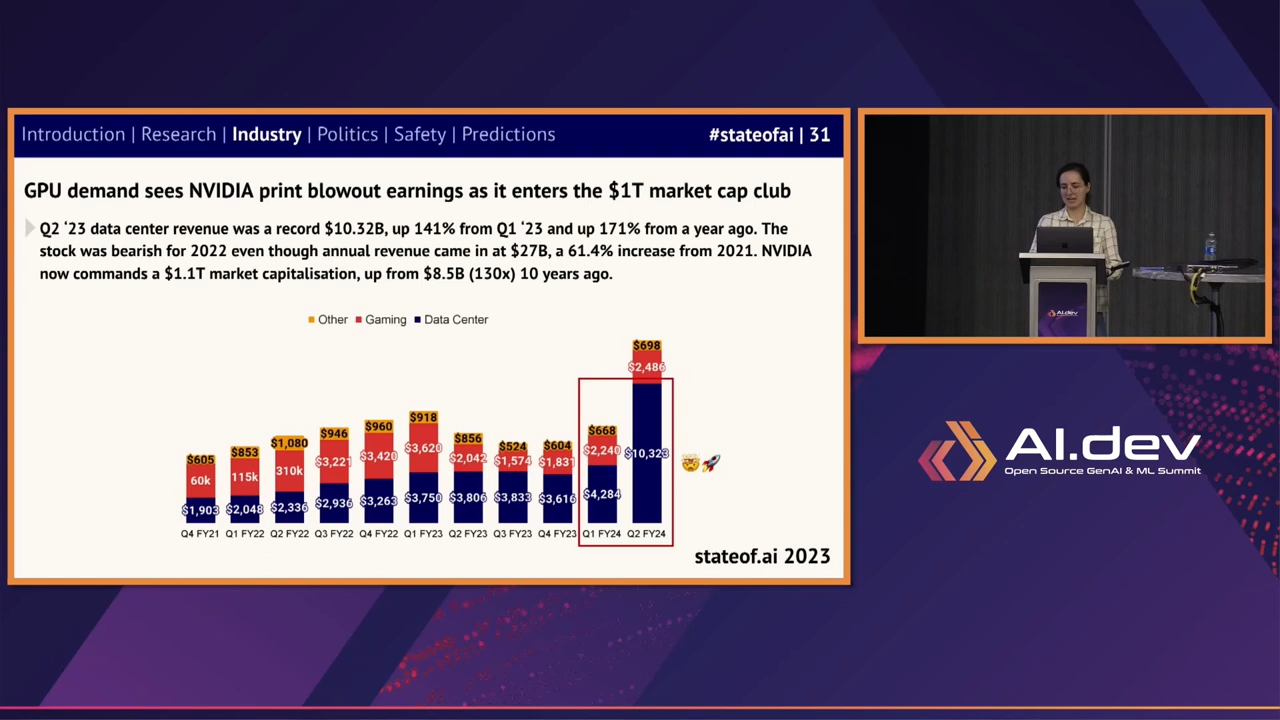 Introduction | Research | Industry | Politics | Safety | Predictions
#stateofai | 31
GPU demand sees NVIDIA print blowout earnings as it enters the $1T market cap club
Q2 ‘23 data center revenue was a record $10.32B, up 141% from Q1 ‘23 and up 171% from a year ago. The
stock was bearish for 2022 even though annual revenue came in at $27B, a 61.4% increase from 2021. NVIDIA
now commands a $1.1T market capitalisation, up from $8.5B (130x) 10 years ago.
Other Gaming Data Center
$605 $853 $1,080 $946 $960 $918 $856 $524 $604 $668 $698
60k 115k 310k $3,221 $3,420 $3,620 $2,042 $1,574 $1,831 $2,240 $2,486
$1,903 $2,048 $2,336 $2,936 $3,263 $3,750 $3,806 $3,833 $3,616 $4,284 $10,323
Q4 FY21 Q1 FY22 Q2 FY22 Q3 FY22 Q4 FY22 Q1 FY23 Q2 FY23 Q3 FY23 Q4 FY23 Q1 FY24 Q2 FY24
stateof.ai 2023
AI.dev
AI.dev
Open Source GenAI & ML Summit